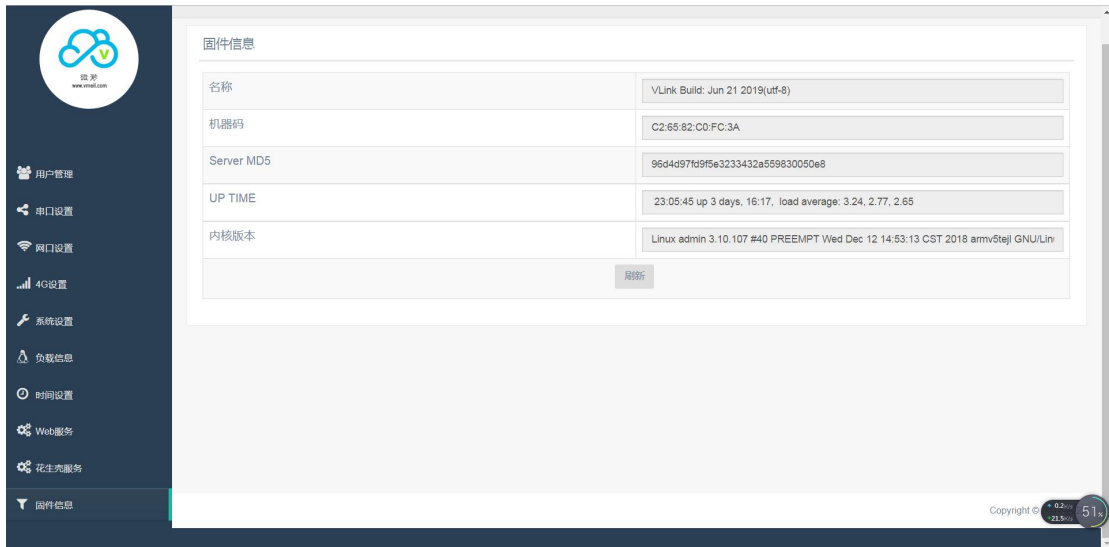 www.vmeil.com
用户管理
串口设置
网口设置
4G设置
系统设置
负载信息
时间设置
Web服务
花生壳服务
固件信息
固件信息
名称
VLink Build: Jun 21 2019(utf-8)
机器码
C2:65:82:C0:FC:3A
Server MD5
96d4d97fd9f5e3233432a559830050e8
UP TIME
23:05:45 up 3 days, 16:17, load average: 3.24, 2.77, 2.65
内核版本
Linux admin 3.10.107 #40 PREEMPT Wed Dec 12 14:53:13 CST 2018 armv5tejl GNU/Lin
刷新
Copyright ©
0.2K/s
21.5K/s
51%